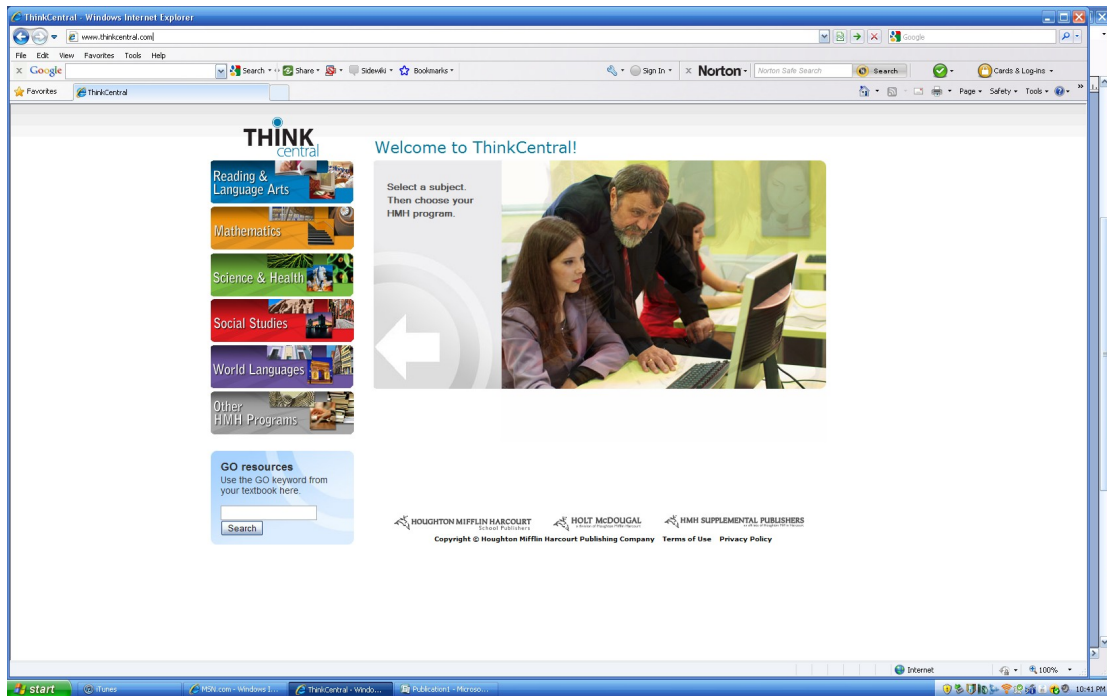 ThinkCentral - Windows Internet Explorer
www.thinkcentral.com
Google
File Edit View Favorites Tools Help
x Google Search Share Sidewiki Bookmarks Sign In x Norton Norton Safe Search Search Cards & Log-ins
Favorites ThinkCentral Page Safety Tools »
THINK
central
Welcome to ThinkCentral!
Reading &
Language Arts
Mathematics
Science & Health
Social Studies
World Languages
Other
HMH Programs
Select a subject.
Then choose your
HMH program.
GO resources
Use the GO keyword from
your textbook here.
Search
HOUGHTON MIFFLIN HARCOURT
School Publishers
HOLT McDOUGAL
HMH SUPPLEMENTAL PUBLISHERS
Copyright © Houghton Mifflin Harcourt Publishing Company Terms of Use Privacy Policy
Internet 100%
start iTunes MSN.com - Windows I... ThinkCentral - Windo... Publication1 - Microso... 10:41 PM